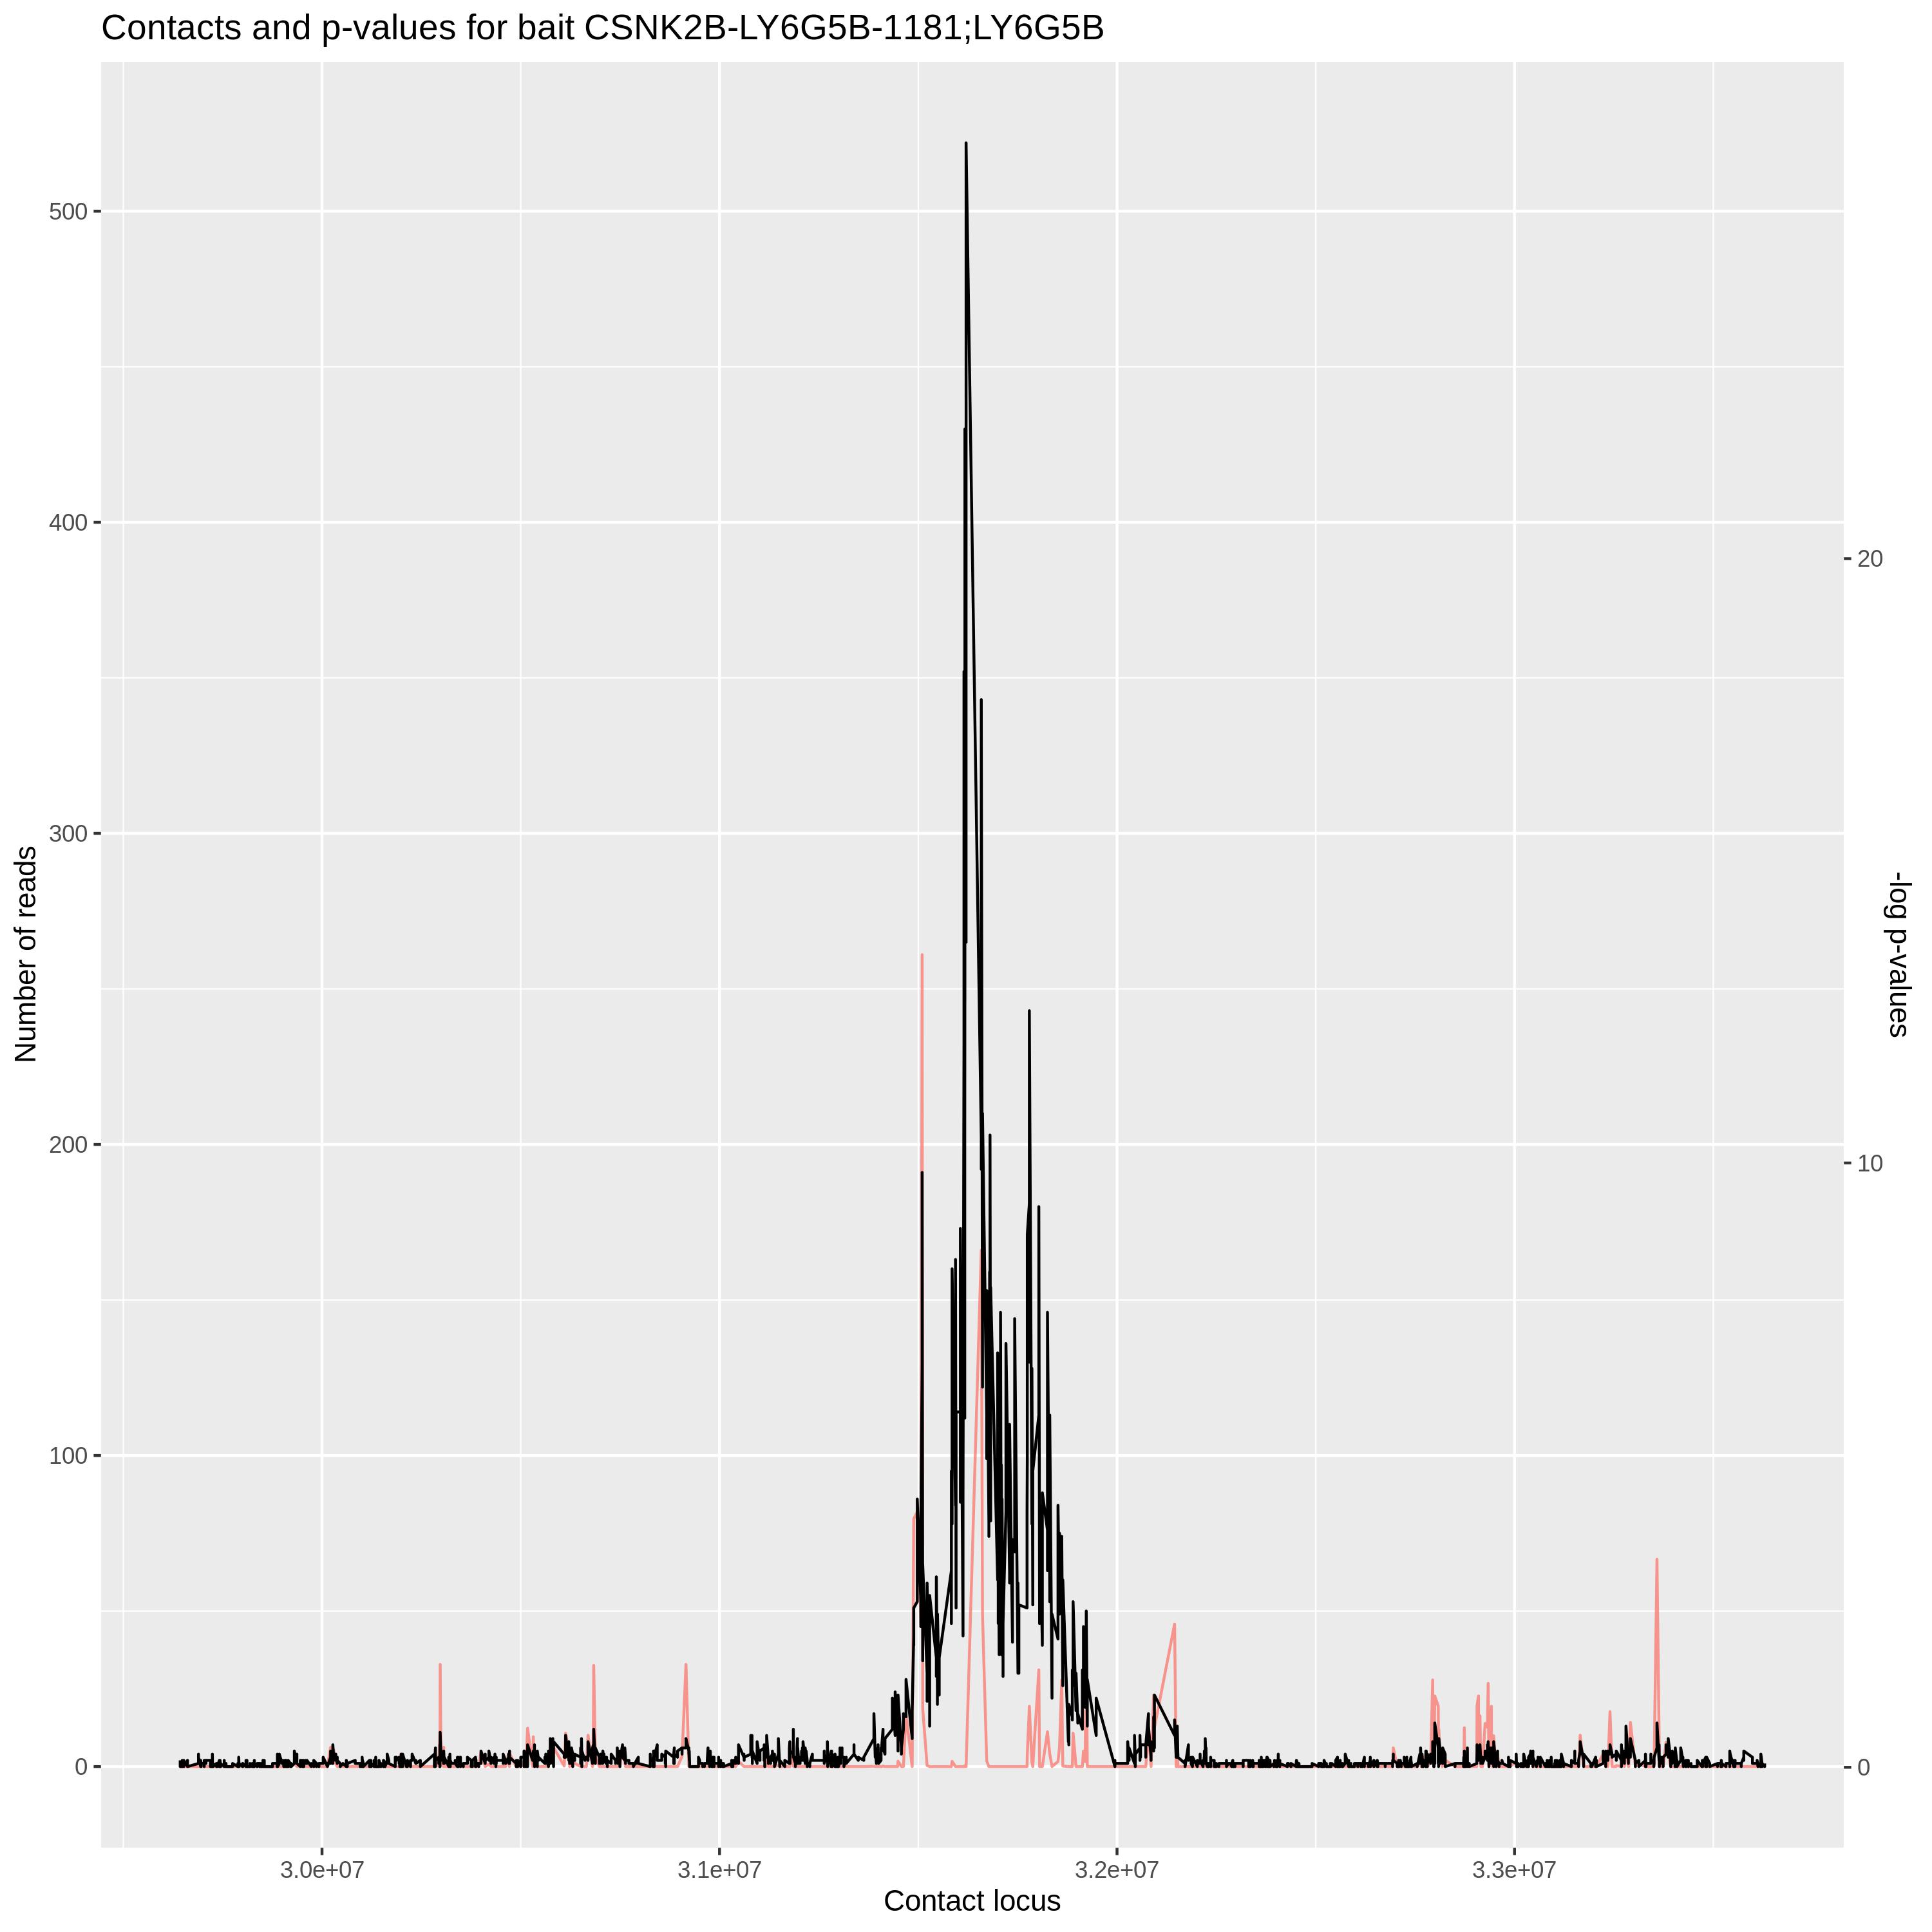 Contacts and p-values for bait CSNK2B-LY6G5B-1181;LY6G5B
500
400
300
200
100
0
Number of reads
20
10
0
-log p-values
3.0e+07
3.1e+07
3.2e+07
3.3e+07
Contact locus